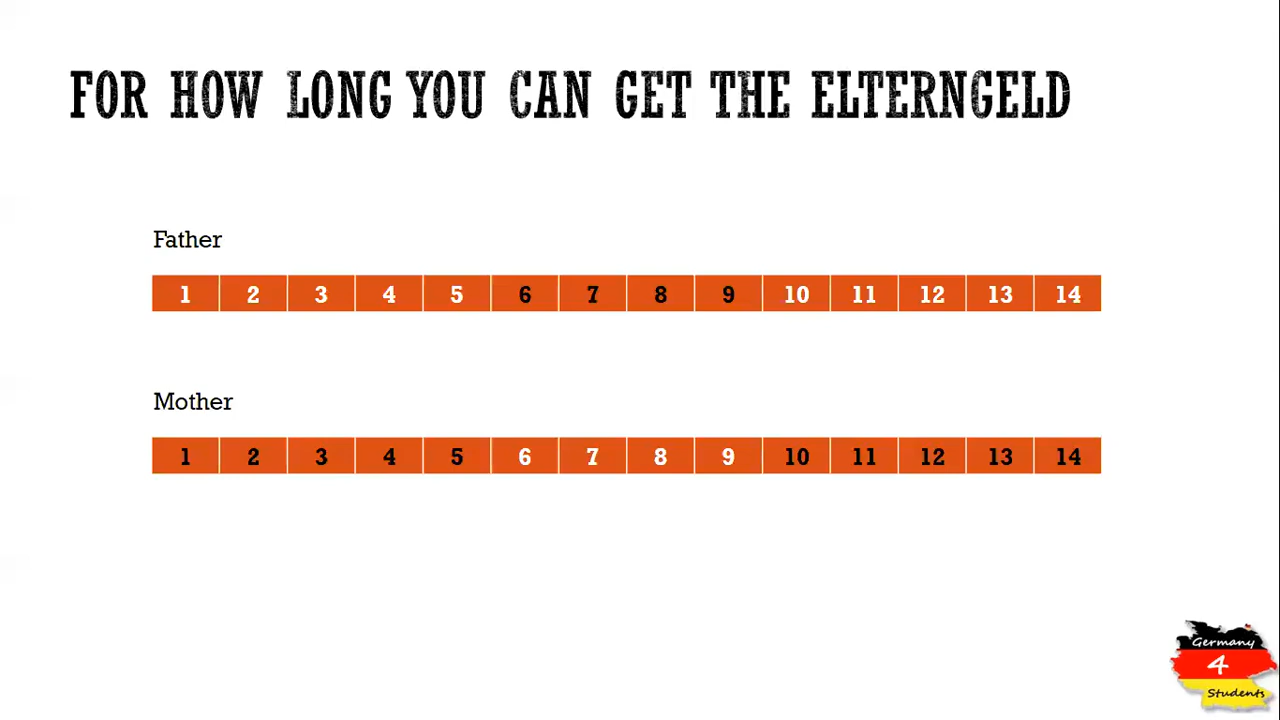 FOR HOW LONG YOU CAN GET THE ELTERNGELD
Father
1 2 3 4 5 6 7 8 9 10 11 12 13 14
Mother
1 2 3 4 5 6 7 8 9 10 11 12 13 14
Germany
4
Students